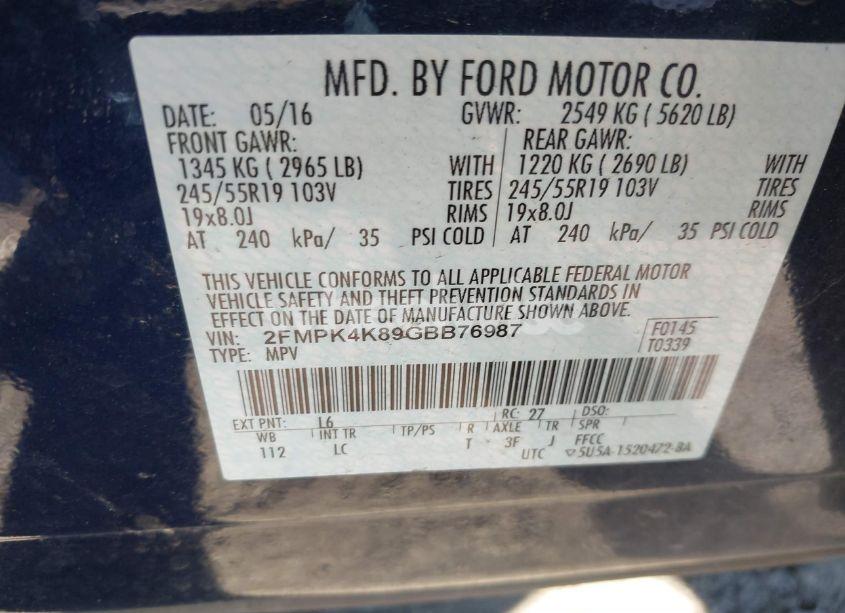 MFD. BY FORD MOTOR CO.
DATE: 05/16 GVWR: 2549 KG ( 5620 LB)
FRONT GAWR: REAR GAWR:
1345 KG ( 2965 LB) WITH 1220 KG ( 2690 LB) WITH
245/55R19 103V TIRES 245/55R19 103V TIRES
19x8.0J RIMS 19x8.0J RIMS
AT 240 kPa/ 35 PSI COLD AT 240 kPa/ 35 PSI COLD
THIS VEHICLE CONFORMS TO ALL APPLICABLE FEDERAL MOTOR
VEHICLE SAFETY AND THEFT PREVENTION STANDARDS IN
EFFECT ON THE DATE OF MANUFACTURE SHOWN ABOVE.
VIN: 2FMPK4K89GBB76987 F0145
TYPE: MPV T0339
EXT PNT: L6 RC: 27 DSO:
WB INT TR TP/PS R AXLE TR SPR
112 LC T 3F J FFCC
UTC ▽5U5A-1520472-BA